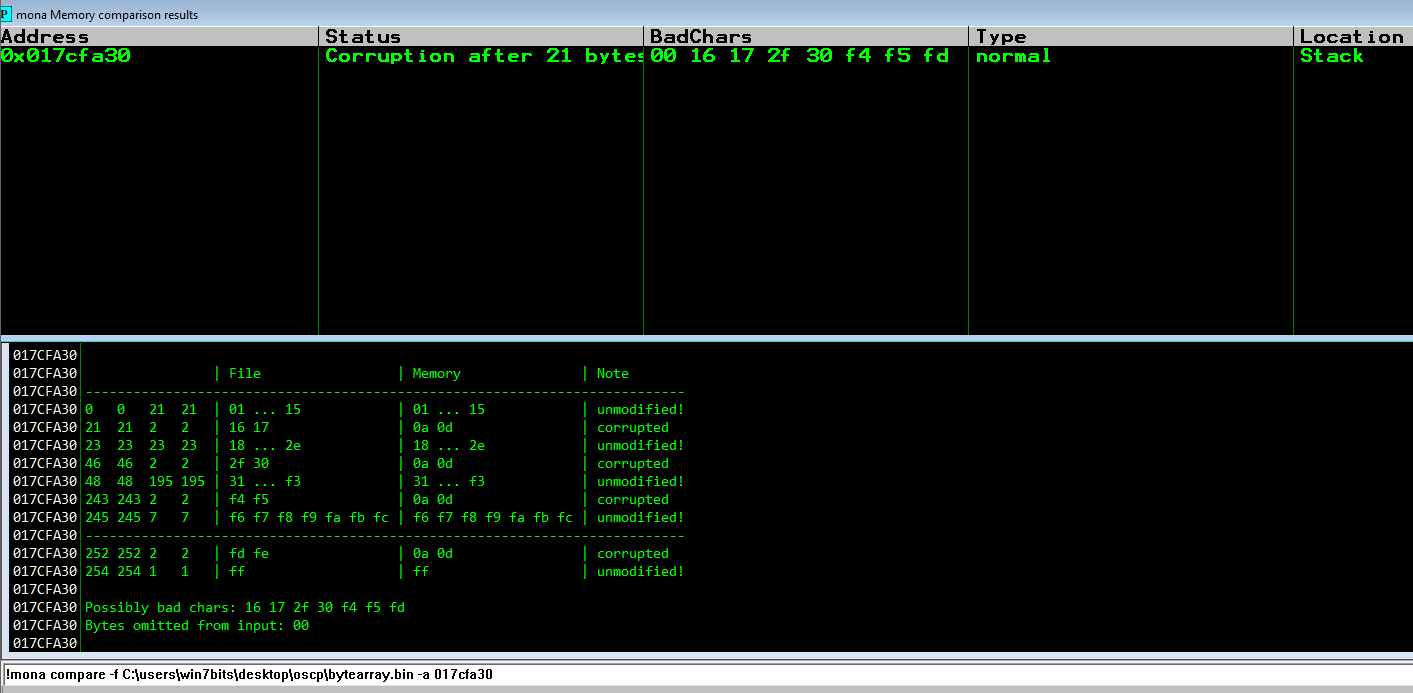 P mona Memory comparison results
Address Status BadChars Type Location
0x017cfa30 Corruption after 21 bytes 00 16 17 2f 30 f4 f5 fd normal Stack
017CFA30
017CFA30 | File | Memory | Note
017CFA30 ---------------------------------------------------------------------------
017CFA30 0 0 21 21 | 01 ... 15 | 01 ... 15 | unmodified!
017CFA30 21 21 2 2 | 16 17 | 0a 0d | corrupted
017CFA30 23 23 23 23 | 18 ... 2e | 18 ... 2e | unmodified!
017CFA30 46 46 2 2 | 2f 30 | 0a 0d | corrupted
017CFA30 48 48 195 195 | 31 ... f3 | 31 ... f3 | unmodified!
017CFA30 243 243 2 2 | f4 f5 | 0a 0d | corrupted
017CFA30 245 245 7 7 | f6 f7 f8 f9 fa fb fc | f6 f7 f8 f9 fa fb fc | unmodified!
017CFA30 ---------------------------------------------------------------------------
017CFA30 252 252 2 2 | fd fe | 0a 0d | corrupted
017CFA30 254 254 1 1 | ff | ff | unmodified!
017CFA30
017CFA30 Possibly bad chars: 16 17 2f 30 f4 f5 fd
017CFA30 Bytes omitted from input: 00
017CFA30
!mona compare -f C:\users\win7bits\desktop\oscp\bytearray.bin -a 017cfa30